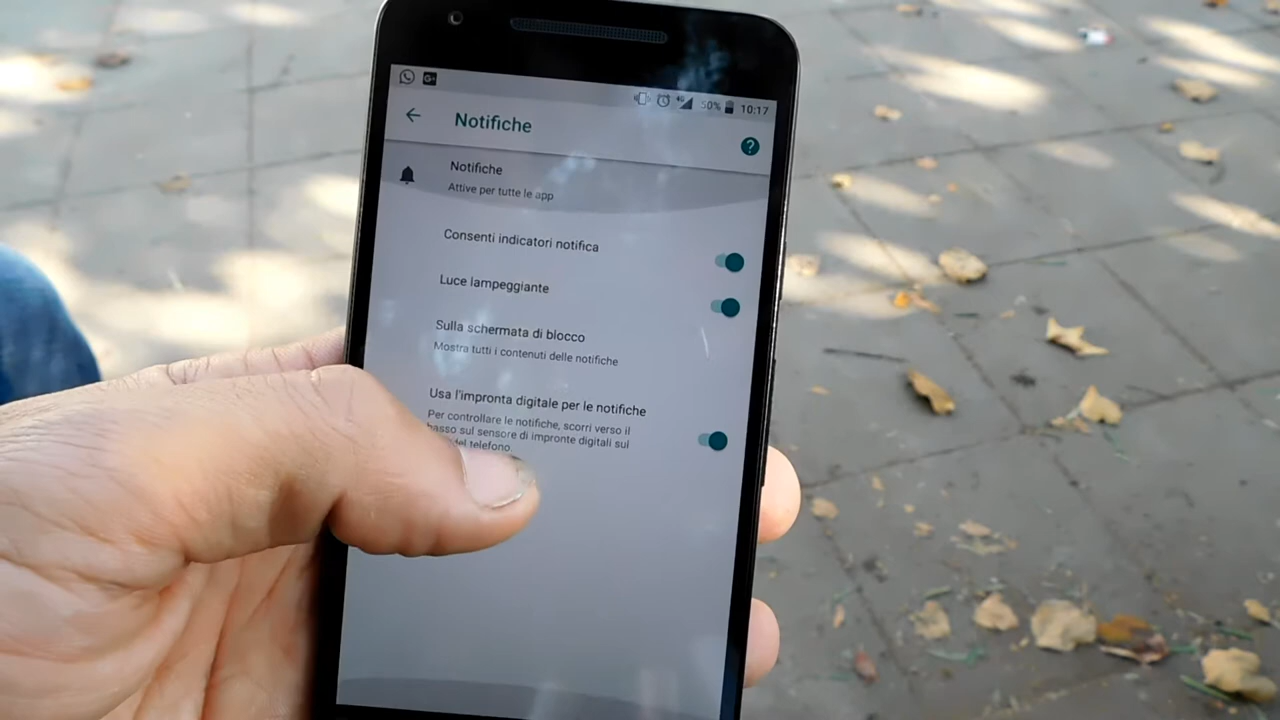 G+
4G 50% 10:17
Notifiche
?
Notifiche
Attive per tutte le app
Consenti indicatori notifica
Luce lampeggiante
Sulla schermata di blocco
Mostra tutti i contenuti delle notifiche
Usa l'impronta digitale per le notifiche
Per controllare le notifiche, scorri verso il
basso sul sensore di impronte digitali sul
del telefono.